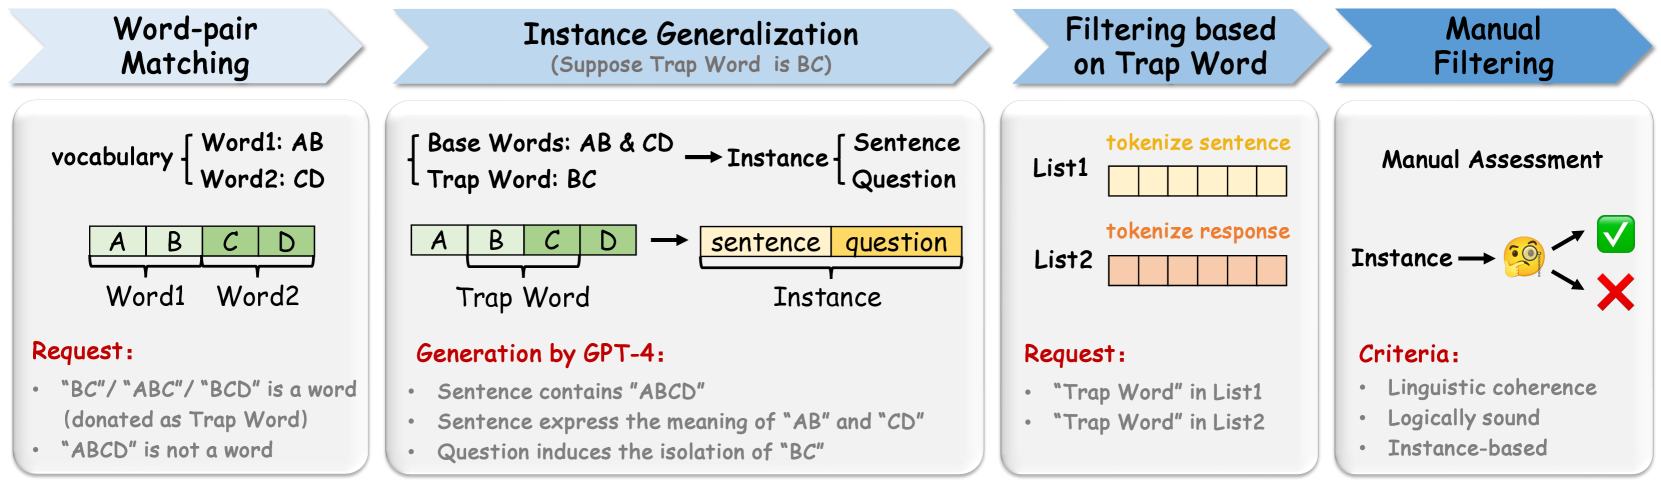 Word-pair
Matching
Instance Generalization
(Suppose Trap Word is BC)
Filtering based
on Trap Word
Manual
Filtering
vocabulary
Word1: AB
Word2: CD
A B C D
Word1 Word2
Request:
• "BC"/ "ABC"/ "BCD" is a word
(donated as Trap Word)
• "ABCD" is not a word
Base Words: AB & CD
Trap Word: BC
Instance
Sentence
Question
A B C D
Trap Word
sentence question
Instance
Generation by GPT-4:
• Sentence contains "ABCD"
• Sentence express the meaning of "AB" and "CD"
• Question induces the isolation of "BC"
tokenize sentence
List1
tokenize response
List2
Request:
• "Trap Word" in List1
• "Trap Word" in List2
Manual Assessment
Instance
Criteria:
• Linguistic coherence
• Logically sound
• Instance-based